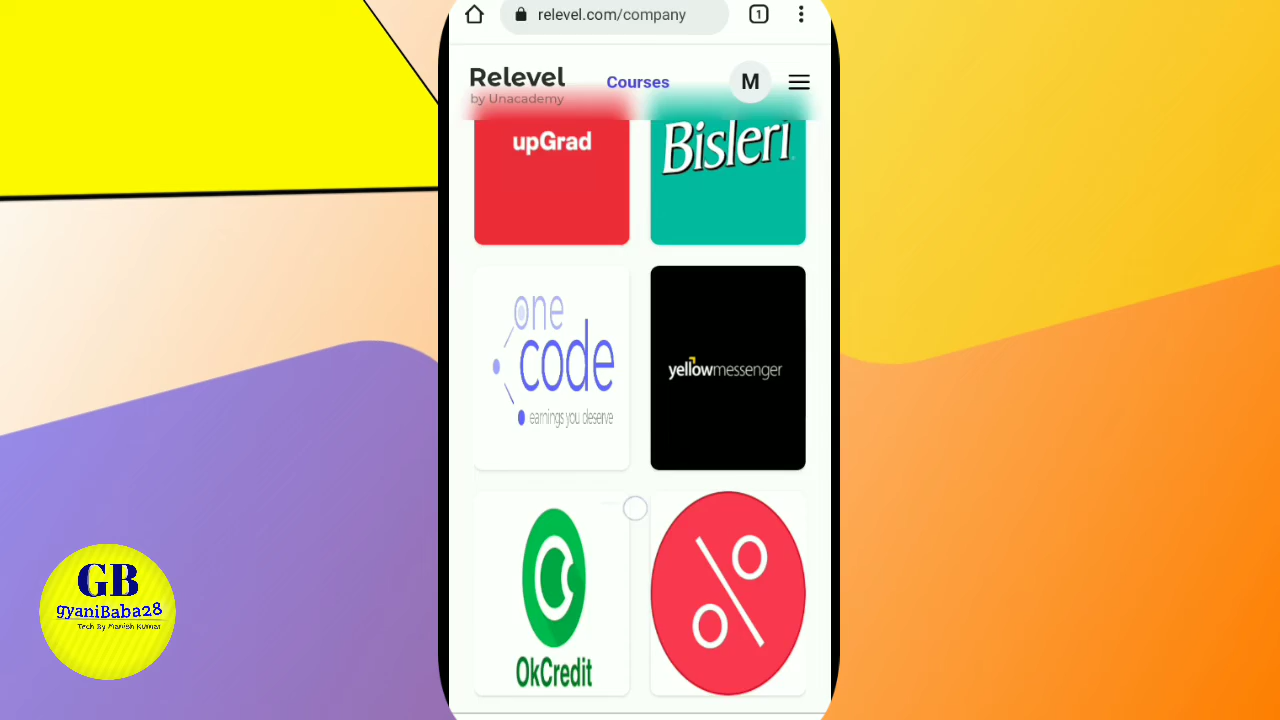 relevel.com/company
1
Relevel
by Unacademy
Courses
M
upGrad
Bisleri
one
code
earnings you deserve
yellowmessenger
OkCredit
%
GB
gyaniBaba28
Tech By Manish Kumar